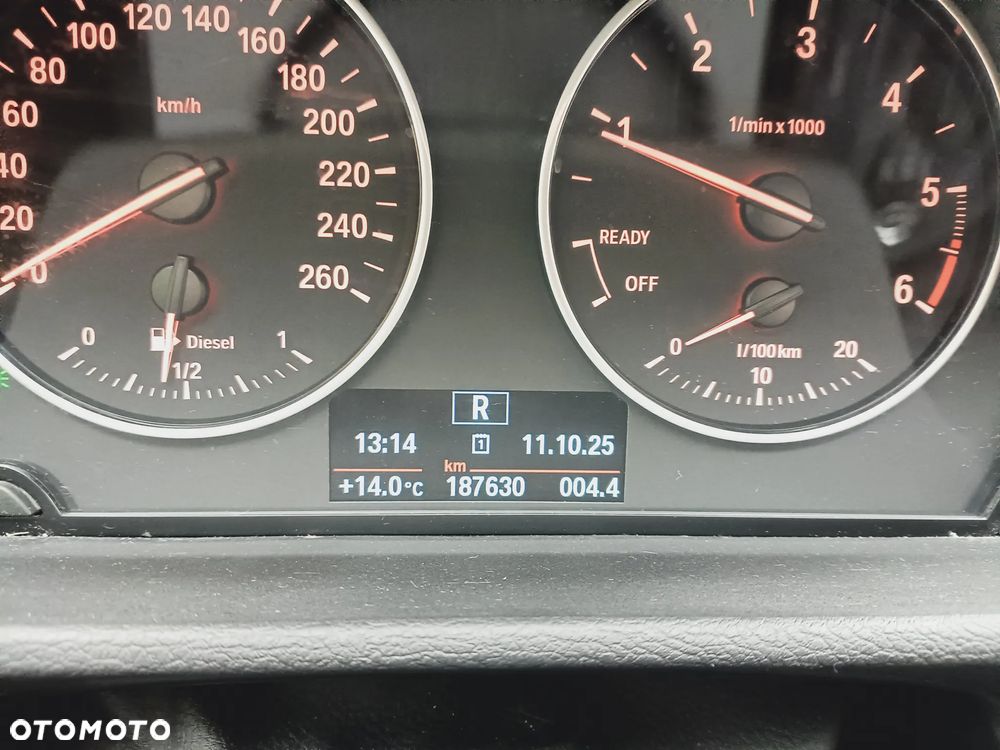 20
40
60
80
100
120
140
160
180
200
220
240
260
0
km/h
0
1/2
1
Diesel
1
2
3
4
5
6
1/min x 1000
READY
OFF
0
10
20
l/100km
R
13:14 1 11.10.25
km
+14.0°C 187630 004.4
OTOMOTO